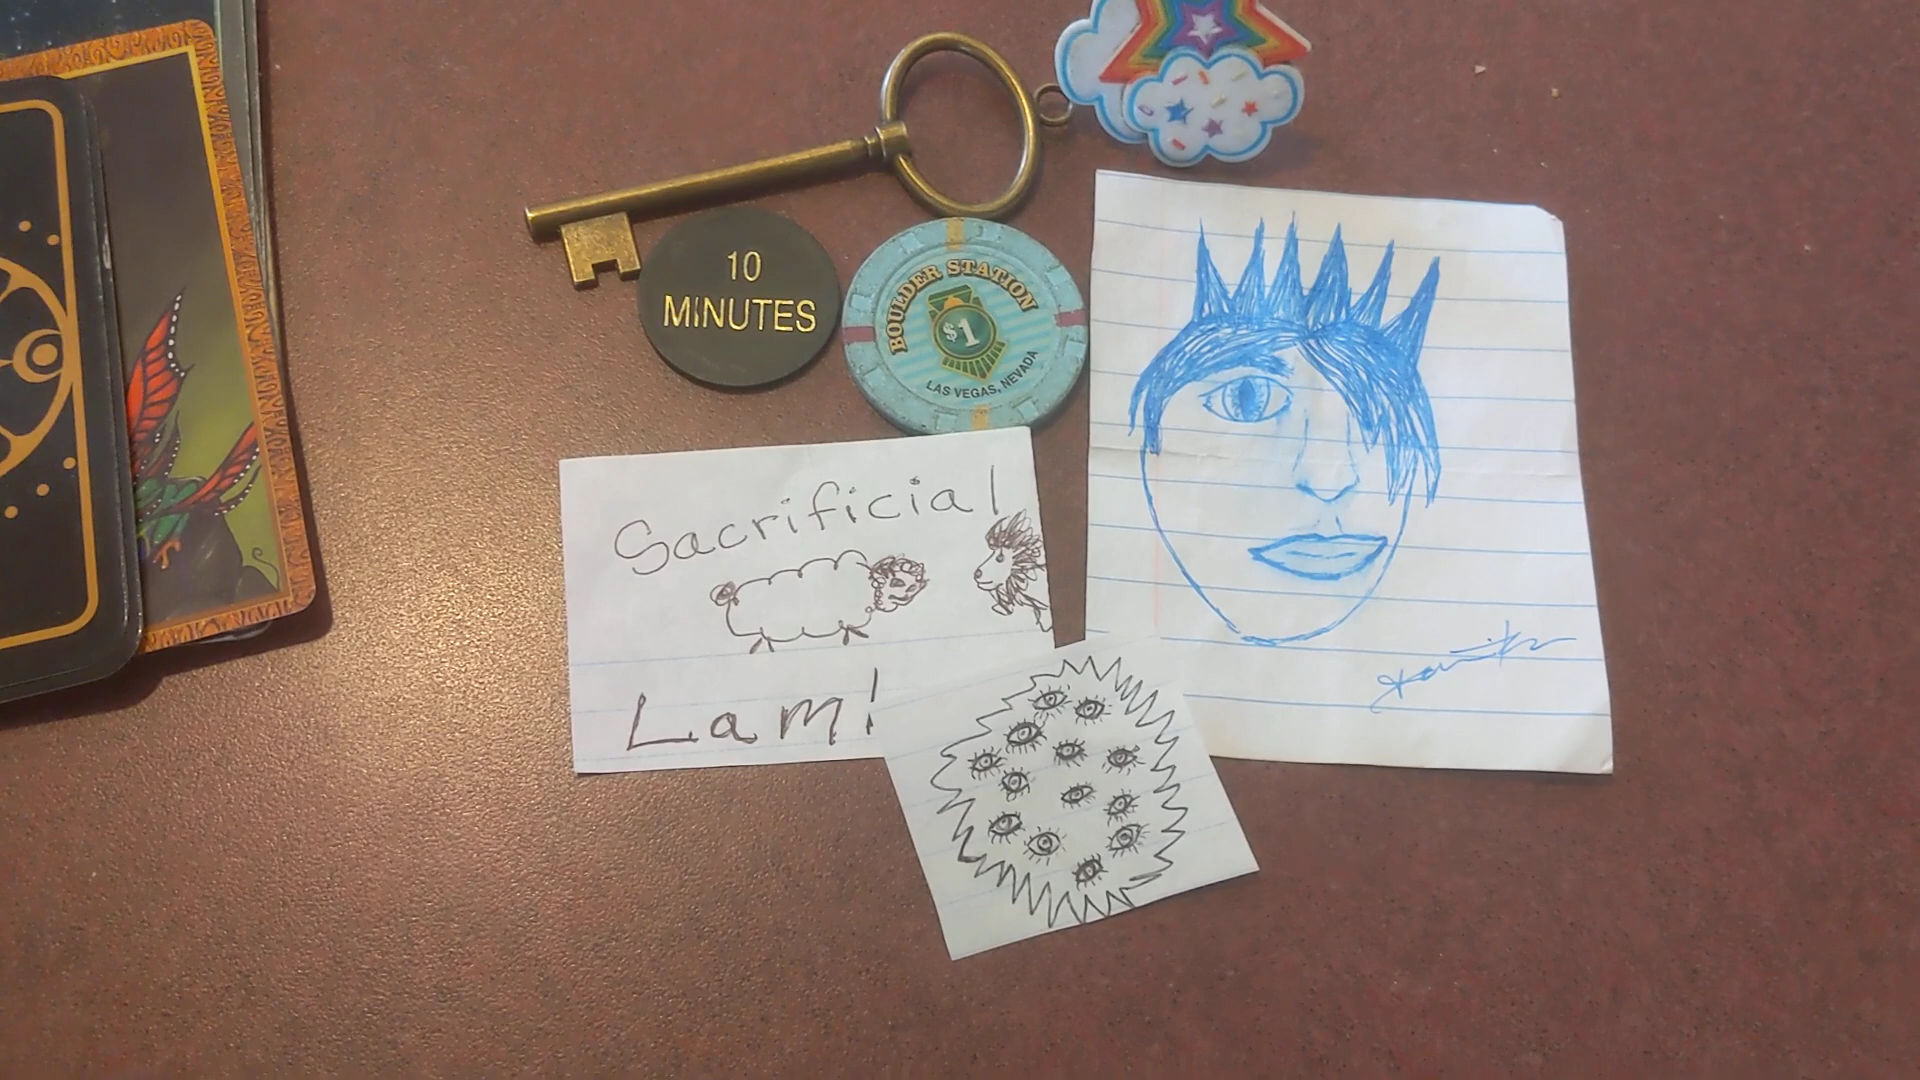 10
MINUTES
BOULDER STATION
$1
LAS VEGAS, NEVADA
Sacrificial
Lam!